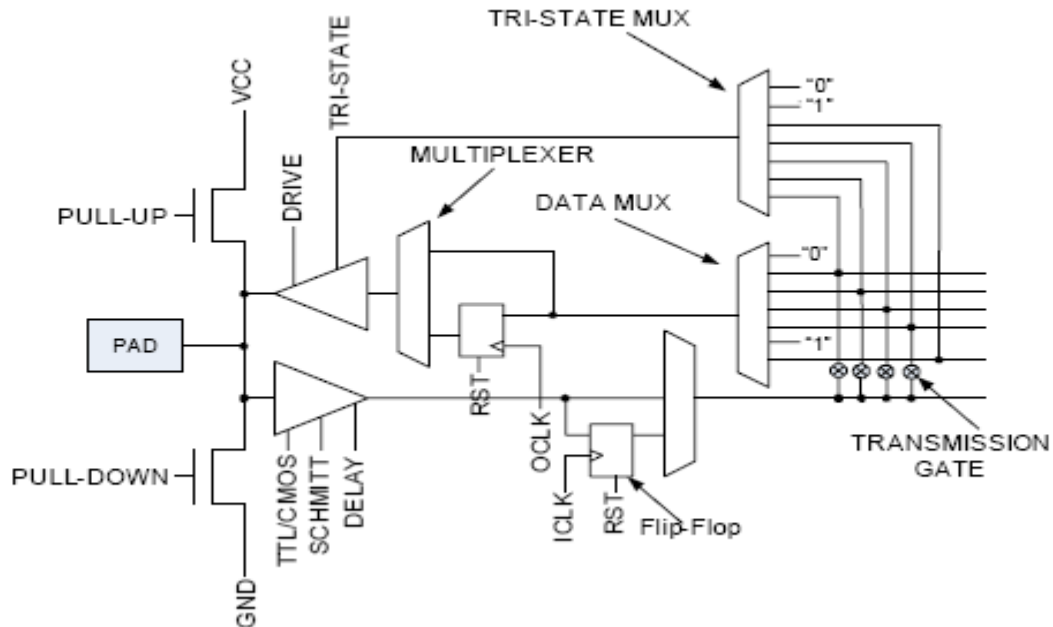 TRI-STATE MUX
VCC
TRI-STATE
"0"
"1"
MULTIPLEXER
DRIVE
DATA MUX
PULL-UP
"0"
PAD
"1"
RST
OCLK
TRANSMISSION
GATE
PULL-DOWN
TTL/CMOS
SCHMITT
DELAY
ICLK
RST
Flip-Flop
GND